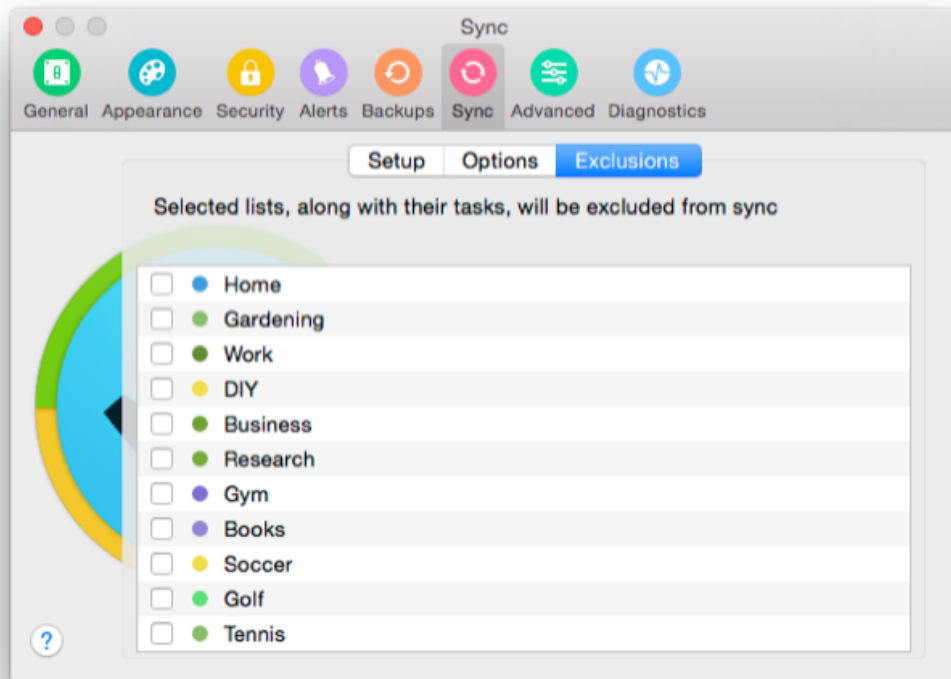 Sync
General Appearance Security Alerts Backups Sync Advanced Diagnostics
Setup Options Exclusions
Selected lists, along with their tasks, will be excluded from sync
Home
Gardening
Work
DIY
Business
Research
Gym
Books
Soccer
Golf
Tennis
?